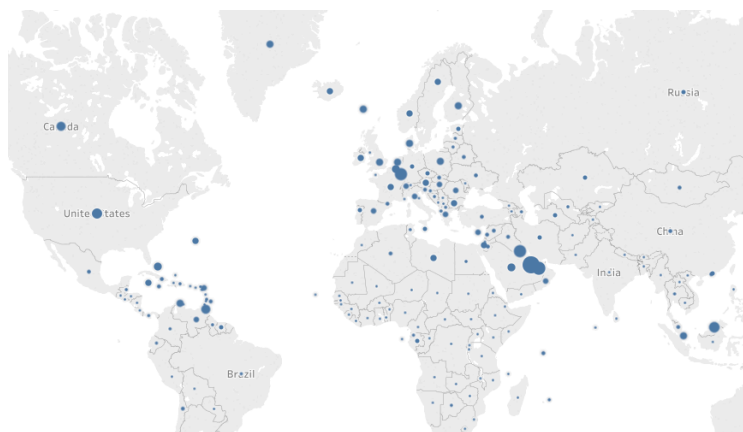 Russia
Canada
United States
China
India
Brazil